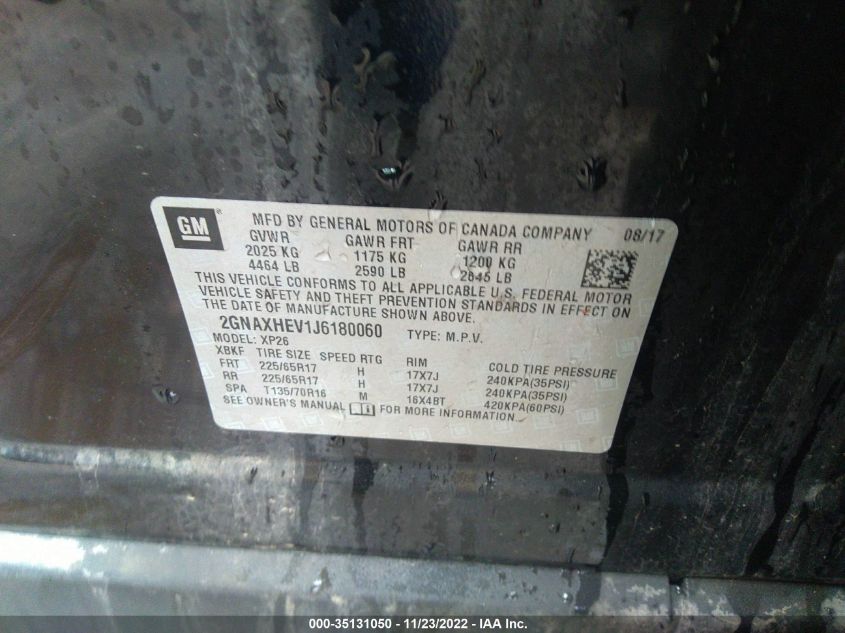 GM ®
MFD BY GENERAL MOTORS OF CANADA COMPANY 08/17
GVWR GAWR FRT GAWR RR
2025 KG 1175 KG 1200 KG
4464 LB 2590 LB 2645 LB
THIS VEHICLE CONFORMS TO ALL APPLICABLE U.S. FEDERAL MOTOR
VEHICLE SAFETY AND THEFT PREVENTION STANDARDS IN EFFECT ON
THE DATE OF MANUFACTURE SHOWN ABOVE.
2GNAXHEV1J6180060 TYPE: M.P.V.
MODEL: XP26
XBKF TIRE SIZE SPEED RTG RIM COLD TIRE PRESSURE
FRT 225/65R17 H 17X7J 240KPA(35PSI)
RR 225/65R17 H 17X7J 240KPA(35PSI)
SPA T135/70R16 M 16X4BT 420KPA(60PSI)
SEE OWNER'S MANUAL FOR MORE INFORMATION.
000-35131050 - 11/23/2022 - IAA Inc.